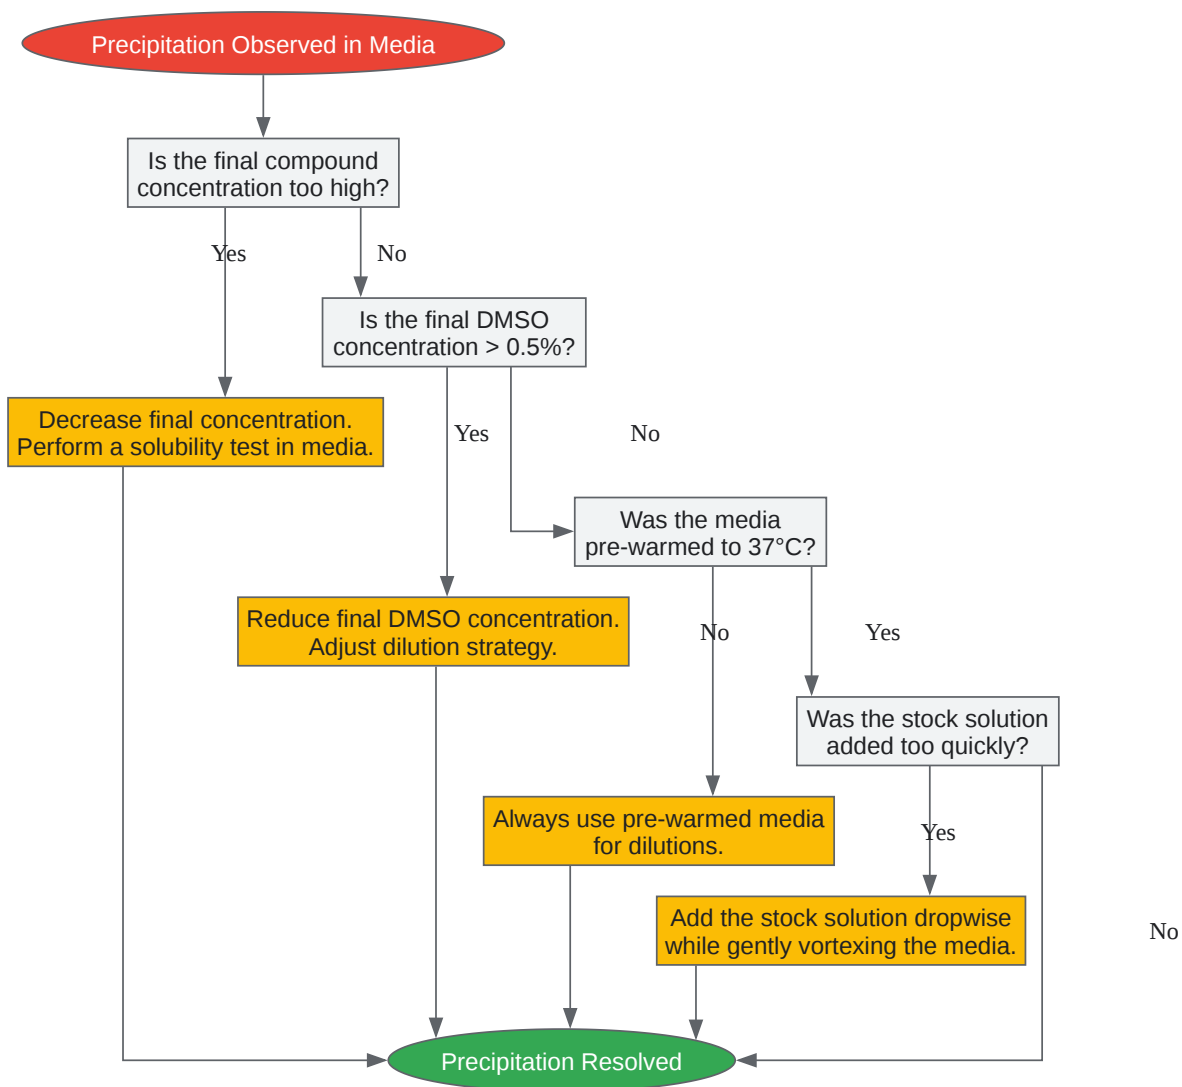 Precipitation Observed in Media
Is the final compound
concentration too high?
Yes
No
Is the final DMSO
concentration > 0.5%?
Decrease final concentration.
Perform a solubility test in media.
Yes
No
Was the media
pre-warmed to 37°C?
Reduce final DMSO concentration.
Adjust dilution strategy.
No
Yes
Was the stock solution
added too quickly?
Always use pre-warmed media
for dilutions.
Yes
Add the stock solution dropwise
while gently vortexing the media.
No
Precipitation Resolved